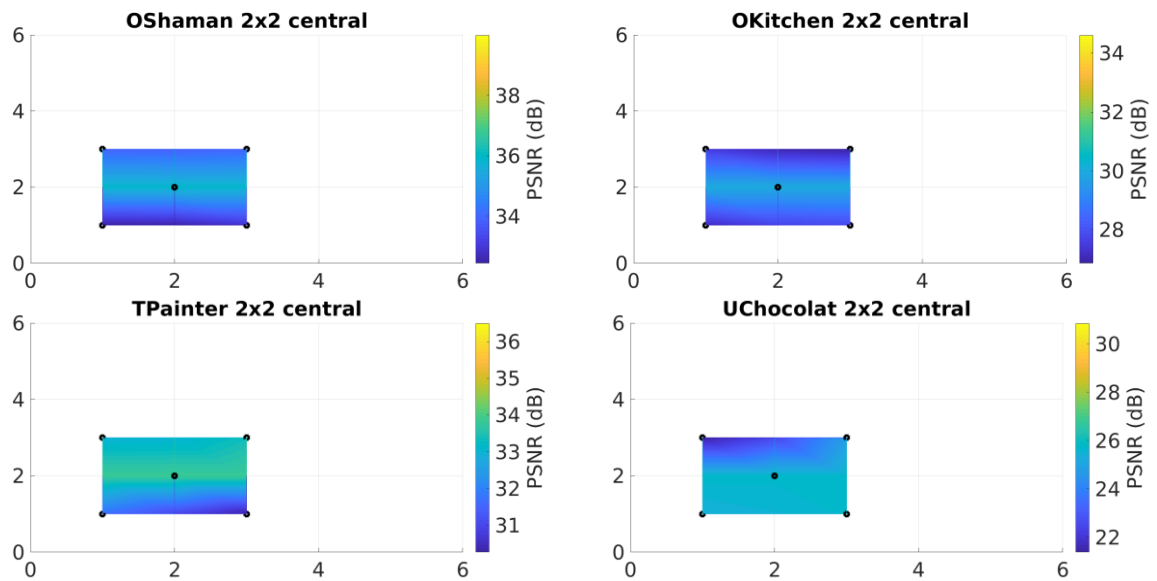 OShaman 2x2 central
6
4
2
0
0 2 4 6
38
36
34
PSNR (dB)
OKitchen 2x2 central
6
4
2
0
0 2 4 6
34
32
30
28
PSNR (dB)
TPainter 2x2 central
6
4
2
0
0 2 4 6
36
35
34
33
32
31
PSNR (dB)
UChocolat 2x2 central
6
4
2
0
0 2 4 6
30
28
26
24
22
PSNR (dB)